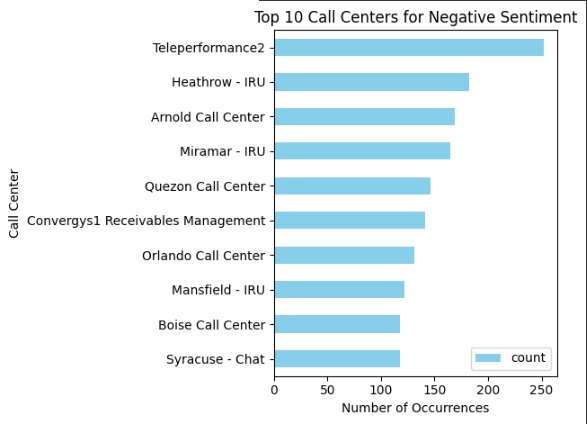 Top 10 Call Centers for Negative Sentiment
Call Center
Teleperformance2
Heathrow - IRU
Arnold Call Center
Miramar - IRU
Quezon Call Center
Convergys1 Receivables Management
Orlando Call Center
Mansfield - IRU
Boise Call Center
Syracuse - Chat
count
0 50 100 150 200 250
Number of Occurrences